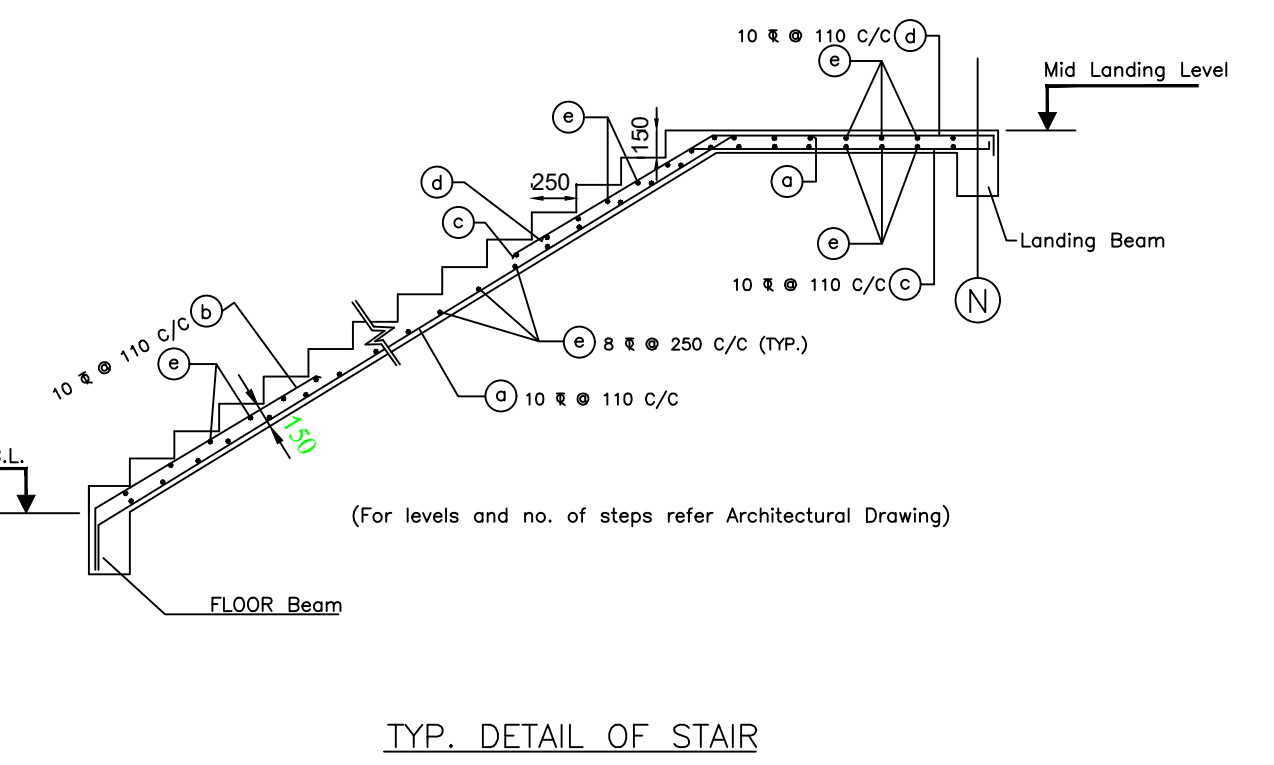 10 Ꞧ @ 110 C/C d
e
Mid Landing Level
e
150
a
d
250
c
e
Landing Beam
10 Ꞧ @ 110 C/C c
N
10 Ꞧ @ 110 C/C b
e
e 8 Ꞧ @ 250 C/C (TYP.)
a 10 Ꞧ @ 110 C/C
150
.L.
(For levels and no. of steps refer Architectural Drawing)
FLOOR Beam
TYP. DETAIL OF STAIR